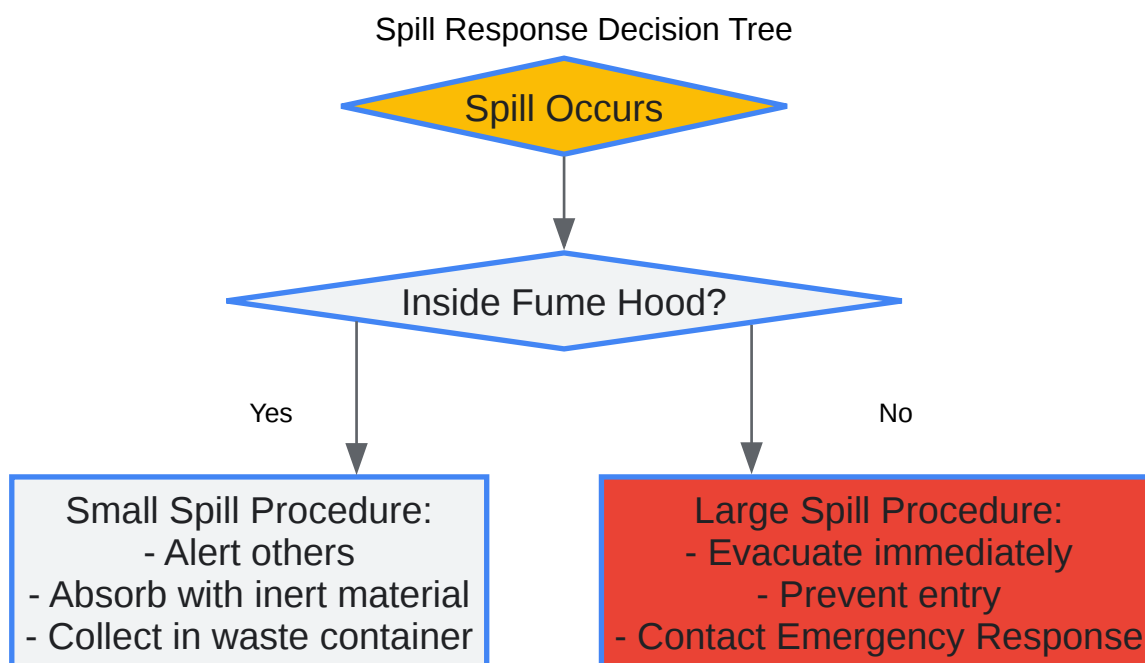 Spill Response Decision Tree
Spill Occurs
Inside Fume Hood?
Yes
No
Small Spill Procedure:
- Alert others
- Absorb with inert material
- Collect in waste container
Large Spill Procedure:
- Evacuate immediately
- Prevent entry
- Contact Emergency Response